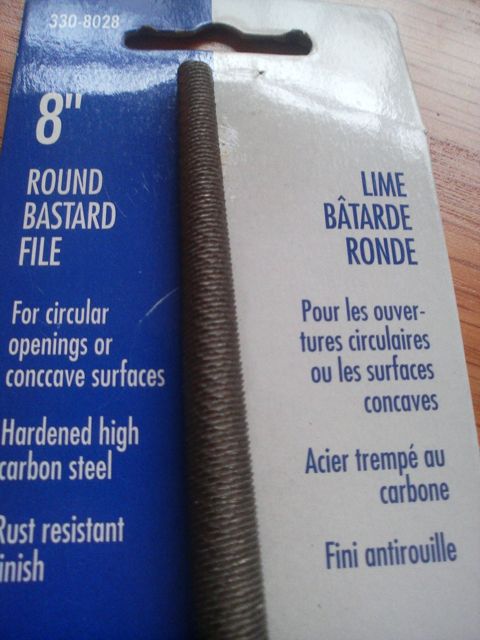 330-8028
8"
ROUND
BASTARD
FILE
For circular
openings or
conccave surfaces
Hardened high
carbon steel
Rust resistant
finish
LIME
BÂTARDE
RONDE
Pour les ouver-
tures circulaires
ou les surfaces
concaves
Acier trempé au
carbone
Fini antirouille